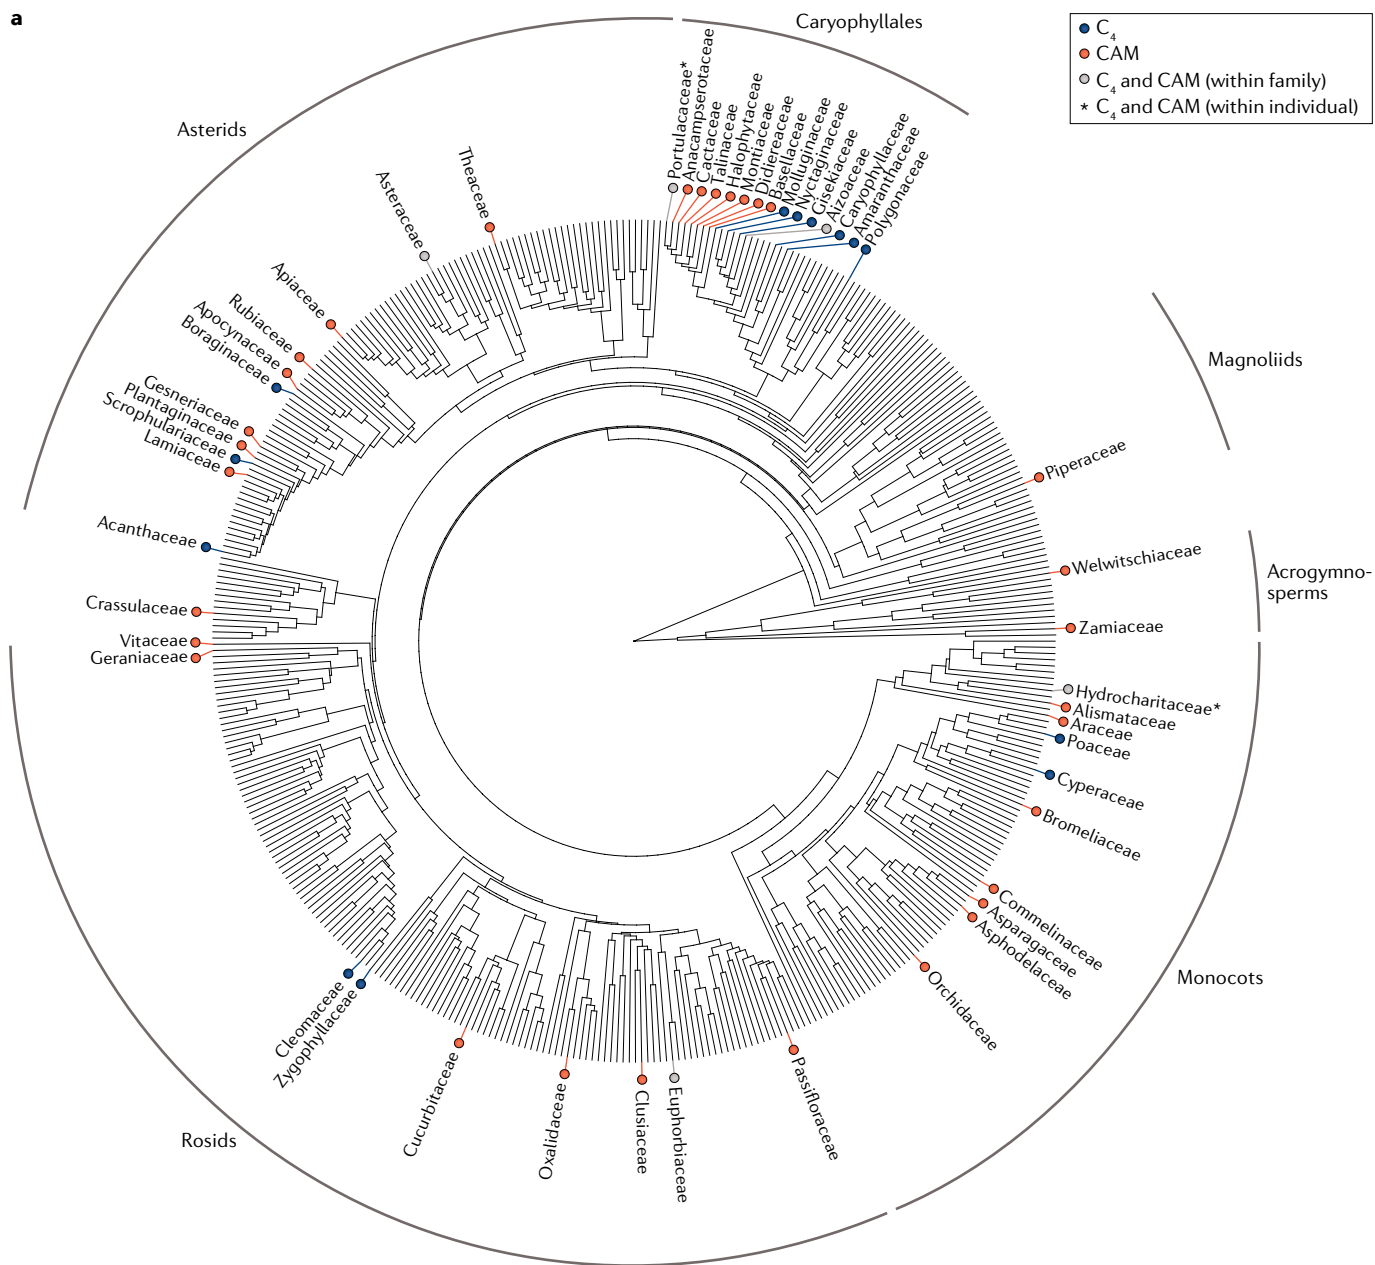 a
Caryophyllales
C4
CAM
C4 and CAM (within family)
* C4 and CAM (within individual)
Asterids
Portulacaceae*
Anacampserotaceae
Cactaceae
Talinaceae
Halophytaceae
Montiaceae
Didiereaceae
Basellaceae
Molluginaceae
Nyctaginaceae
Gisekiaceae
Aizoaceae
Caryophyllaceae
Amaranthaceae
Polygonaceae
Theaceae
Asteraceae
Apiaceae
Rubiaceae
Apocynaceae
Boraginaceae
Gesneriaceae
Plantaginaceae
Scrophulariaceae
Lamiaceae
Acanthaceae
Crassulaceae
Vitaceae
Geraniaceae
Magnoliids
Piperaceae
Welwitschiaceae
Acrogymno-
sperms
Zamiaceae
Hydrocharitaceae*
Alismataceae
Araceae
Poaceae
Cyperaceae
Bromeliaceae
Commelinaceae
Asparagaceae
Asphodelaceae
Orchidaceae
Monocots
Cleomaceae
Zygophyllaceae
Cucurbitaceae
Oxalidaceae
Clusiaceae
Euphorbiaceae
Passifloraceae
Rosids